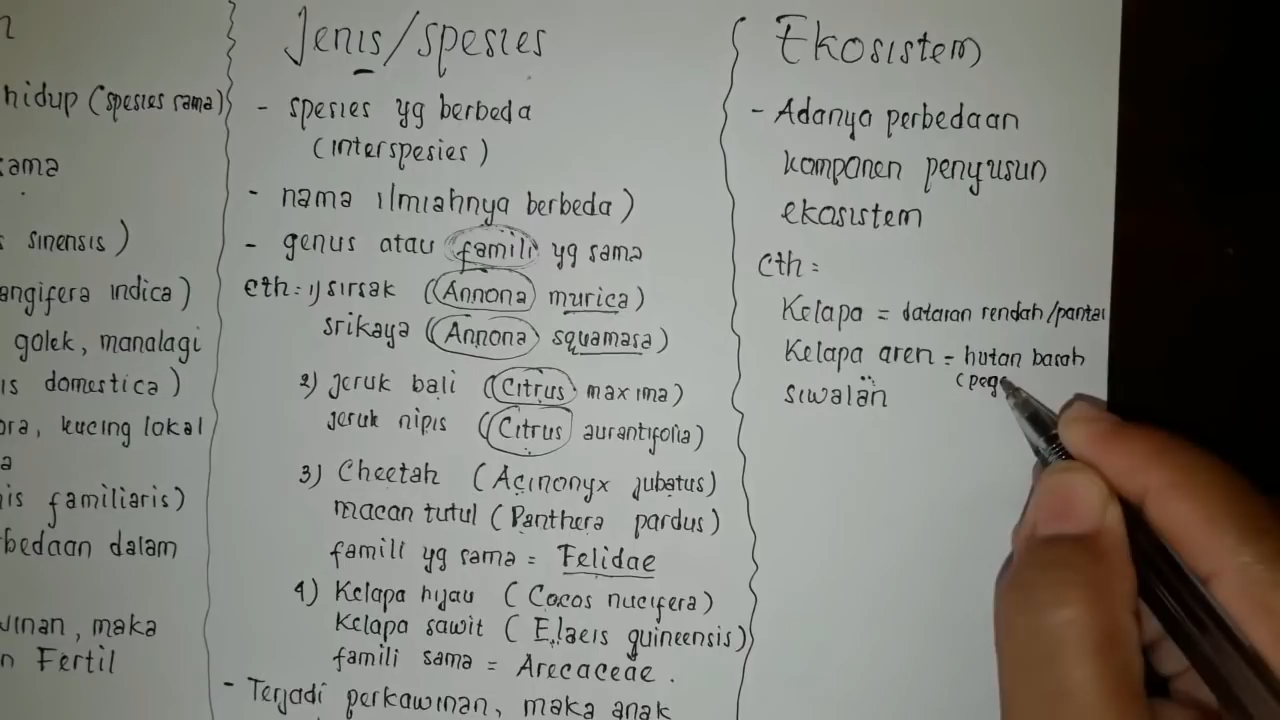 hidup (spesies sama)
sama
sinensis)
angifera indica)
golek, manalagi
is domestica)
ora, kucing lokal
a
is familiaris)
bedaan dalam
winan, maka
n Fertil
Jenis/spesies
- spesies yg berbeda
(interspesies)
- nama ilmiahnya berbeda)
- genus atau famili yg sama
cth: 1) sirsak (Annona murica)
srikaya (Annona squamasa)
2) jeruk bali (Citrus maxima)
jeruk nipis (Citrus aurantifolia)
3) Cheetah (Acinonyx jubatus)
macan tutul (Panthera pardus)
famili yg sama = Felidae
4) Kelapa hijau (Cocos nucifera)
Kelapa sawit (Elaeis guineensis)
famili sama = Arecaceae.
- Terjadi perkawinan, maka anak
Ekosistem
- Adanya perbedaan
komponen penyusun
ekosistem
Cth:
Kelapa = dataran rendah/pantai
Kelapa aren = hutan basah
(peg
siwalan